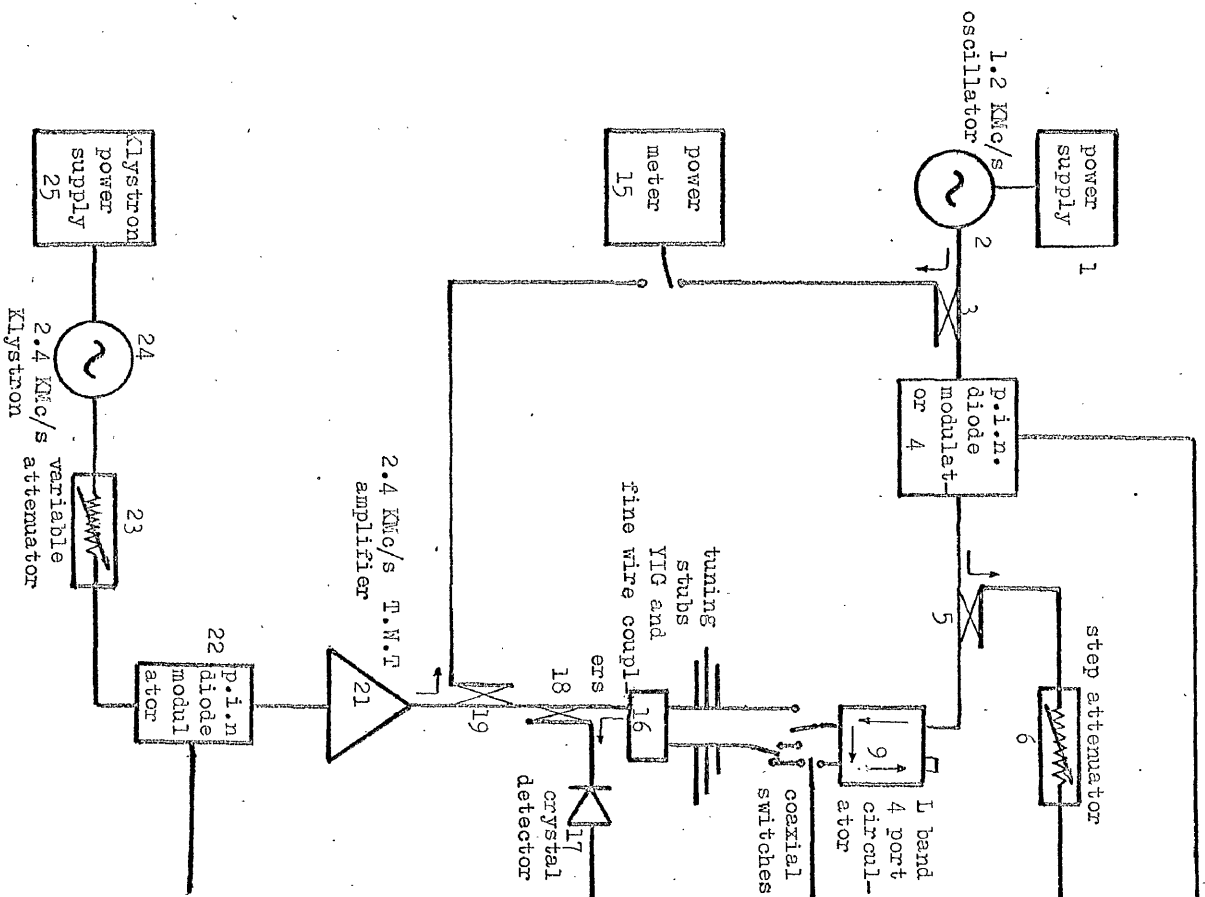 power
supply
1
1.2 KMc/s
oscillator
2
3
p.i.n.
diode
modulat-
or 4
5
step attenuator
6
L band
4 port
circul-
ator
9
coaxial
switches
tuning
stubs
YIG and
fine wire coupl-
ers
16
power
meter
15
17
crystal
detector
18
19
2.4 KMc/s T.W.T
amplifier
21
22
p.i.n
diode
modul
ator
23
variable
attenuator
24
2.4 KMc/s
Klystron
Klystron
power
supply
25